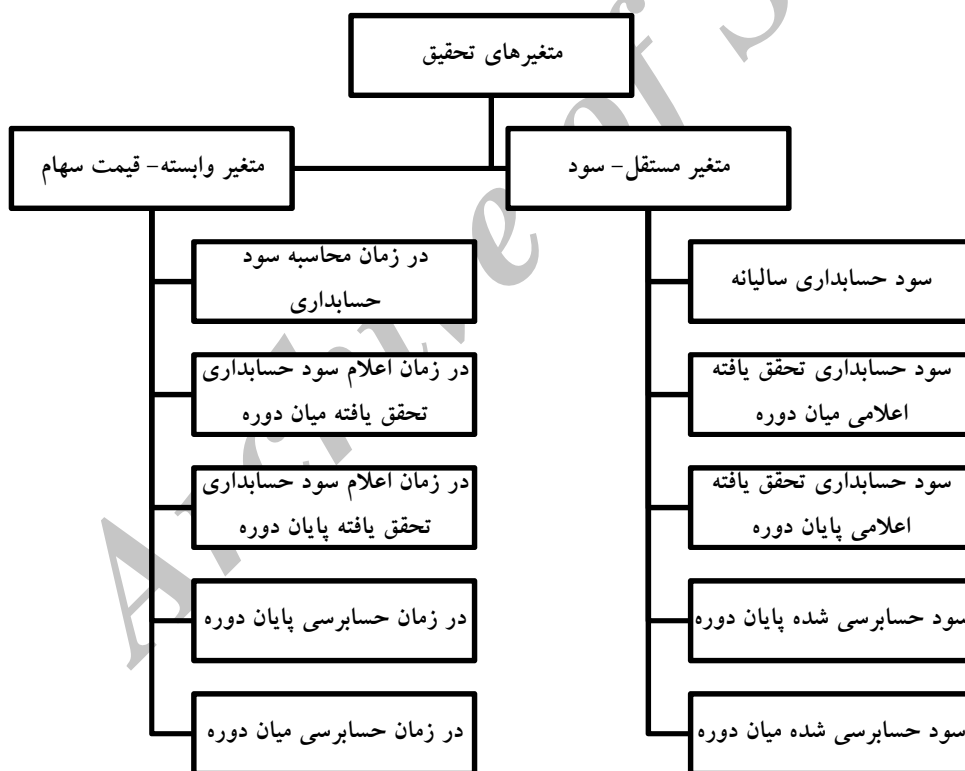 متغیرهای تحقیق
متغیر مستقل- سود
متغیر وابسته- قیمت سهام
سود حسابداری سالیانه
سود حسابداری تحقق یافته
اعلامی میان دوره
سود حسابداری تحقق یافته
اعلامی پایان دوره
سود حسابرسی شده پایان دوره
سود حسابرسی شده میان دوره
در زمان محاسبه سود
حسابداری
در زمان اعلام سود حسابداری
تحقق یافته میان دوره
در زمان اعلام سود حسابداری
تحقق یافته پایان دوره
در زمان حسابرسی پایان دوره
در زمان حسابرسی میان دوره
Archive of S